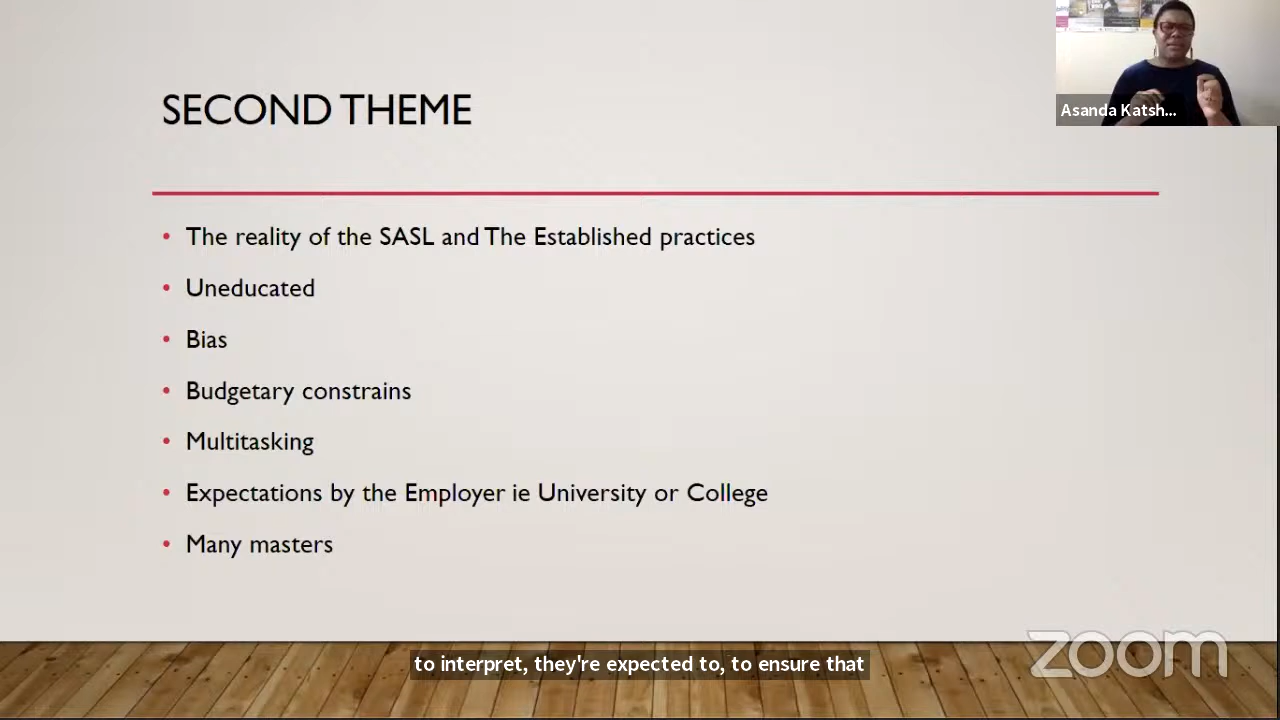 SECOND THEME
Asanda Katsh...
• The reality of the SASL and The Established practices
• Uneducated
• Bias
• Budgetary constrains
• Multitasking
• Expectations by the Employer ie University or College
• Many masters
zoom
to interpret, they're expected to, to ensure that